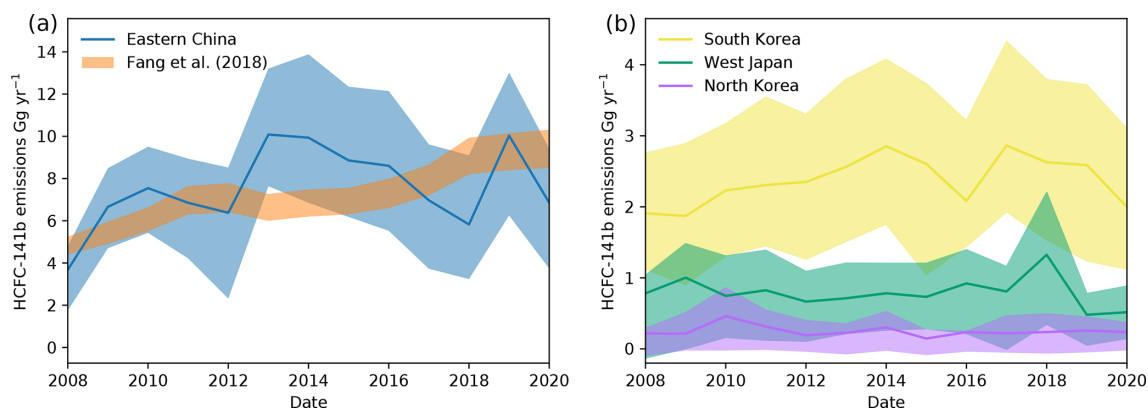 (a)
HCFC-141b emissions Gg yr⁻¹
14
12
10
8
6
4
2
0
Eastern China
Fang et al. (2018)
2008 2010 2012 2014 2016 2018 2020
Date
(b)
HCFC-141b emissions Gg yr⁻¹
4
3
2
1
0
South Korea
West Japan
North Korea
2008 2010 2012 2014 2016 2018 2020
Date